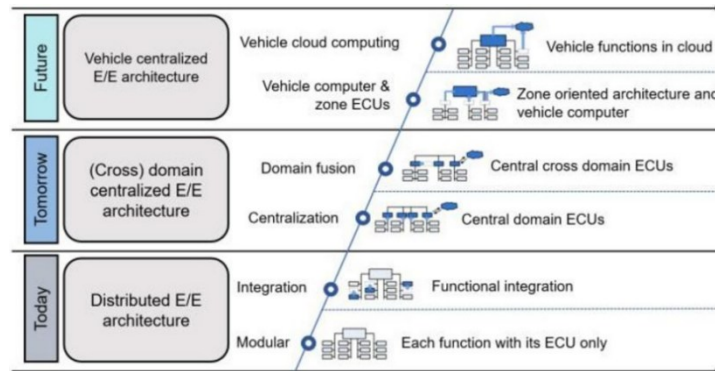 Future
Vehicle centralized
E/E architecture
Vehicle cloud computing
Vehicle functions in cloud
Vehicle computer &
zone ECUs
Zone oriented architecture and
vehicle computer
Tomorrow
(Cross) domain
centralized E/E
architecture
Domain fusion
Central cross domain ECUs
Centralization
Central domain ECUs
Today
Distributed E/E
architecture
Integration
Functional integration
Modular
Each function with its ECU only